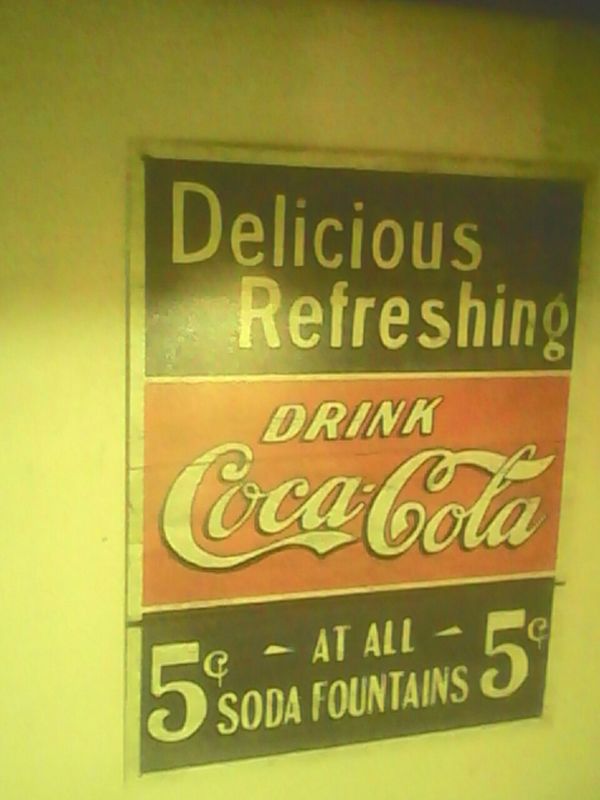 Delicious
Refreshing
DRINK
Coca-Cola
5¢ - AT ALL - 5¢
SODA FOUNTAINS